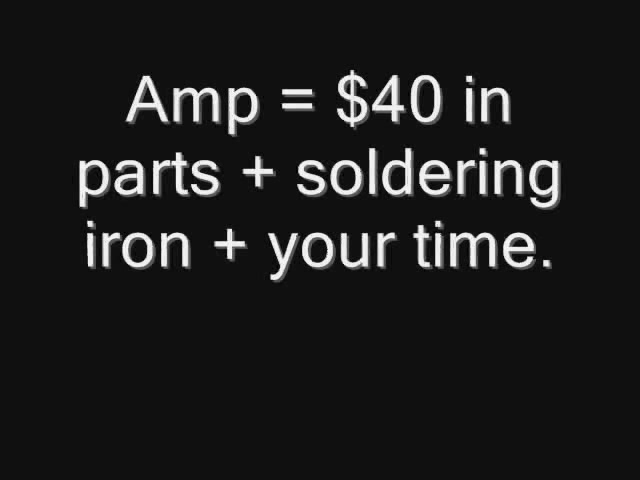 Amp = $40 in
parts + soldering
iron + your time.